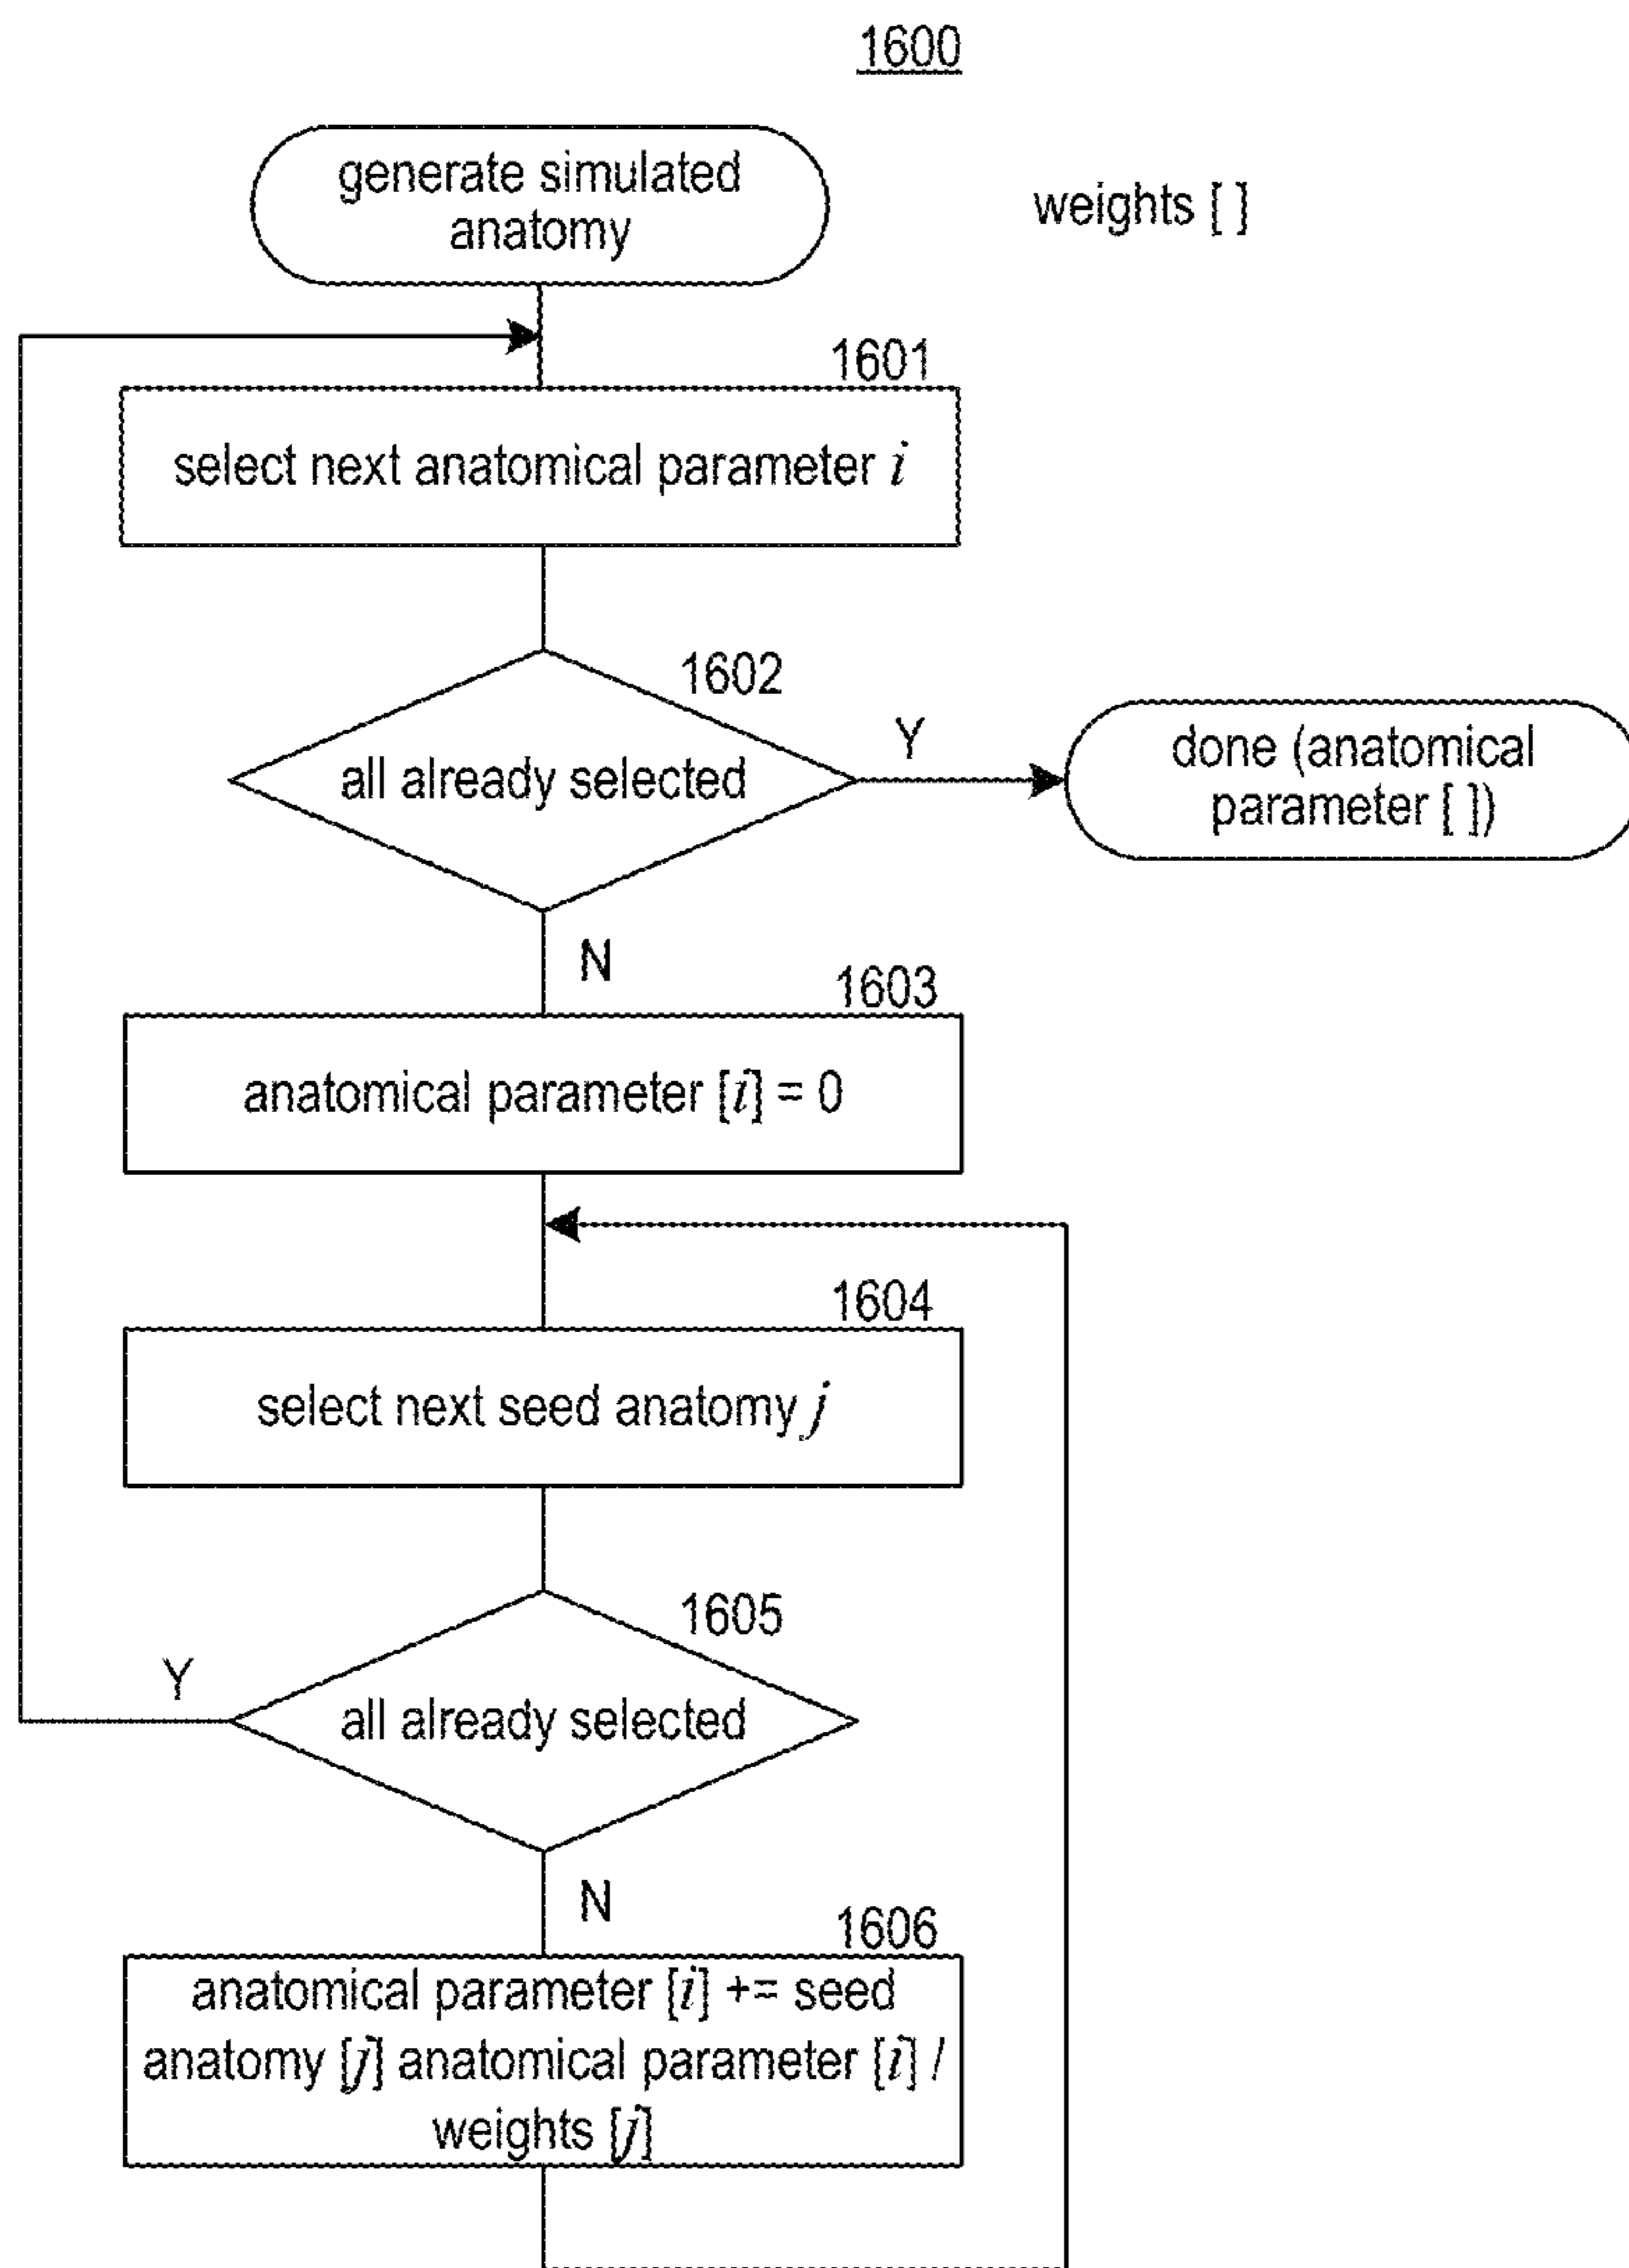 1600
generate simulated
anatomy
weights [ ]
1601
select next anatomical parameter i
1602
all already selected
Y
done (anatomical
parameter [ ])
N
1603
anatomical parameter [i] = 0
1604
select next seed anatomy j
1605
all already selected
Y
N
1606
anatomical parameter [i] += seed
anatomy [j] anatomical parameter [i] /
weights [j]